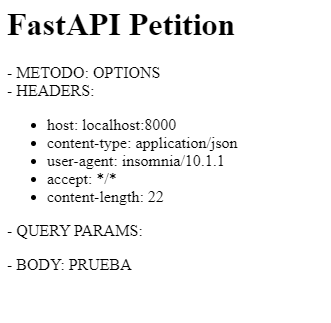 FastAPI Petition
- METODO: OPTIONS
- HEADERS:
• host: localhost:8000
• content-type: application/json
• user-agent: insomnia/10.1.1
• accept: */*
• content-length: 22
- QUERY PARAMS:
- BODY: PRUEBA